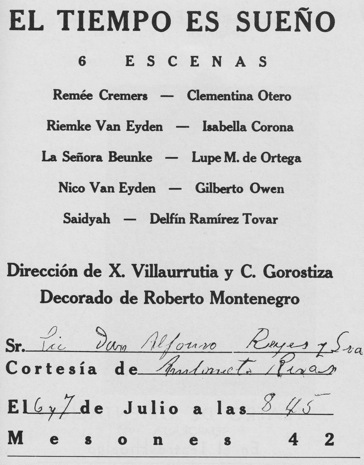 EL TIEMPO ES SUEÑO
6 ESCENAS
Remée Cremers — Clementina Otero
Riemke Van Eyden — Isabella Corona
La Señora Beunke — Lupe M. de Ortega
Nico Van Eyden — Gilberto Owen
Saidyah — Delfín Ramírez Tovar
Dirección de X. Villaurrutia y C. Gorostiza
Decorado de Roberto Montenegro
Sr. Lic Don Alfonso Reyes y Sra
Cortesía de Antonieta Rivas
El 6 y 7 de Julio a las 8 45
Mesones 42